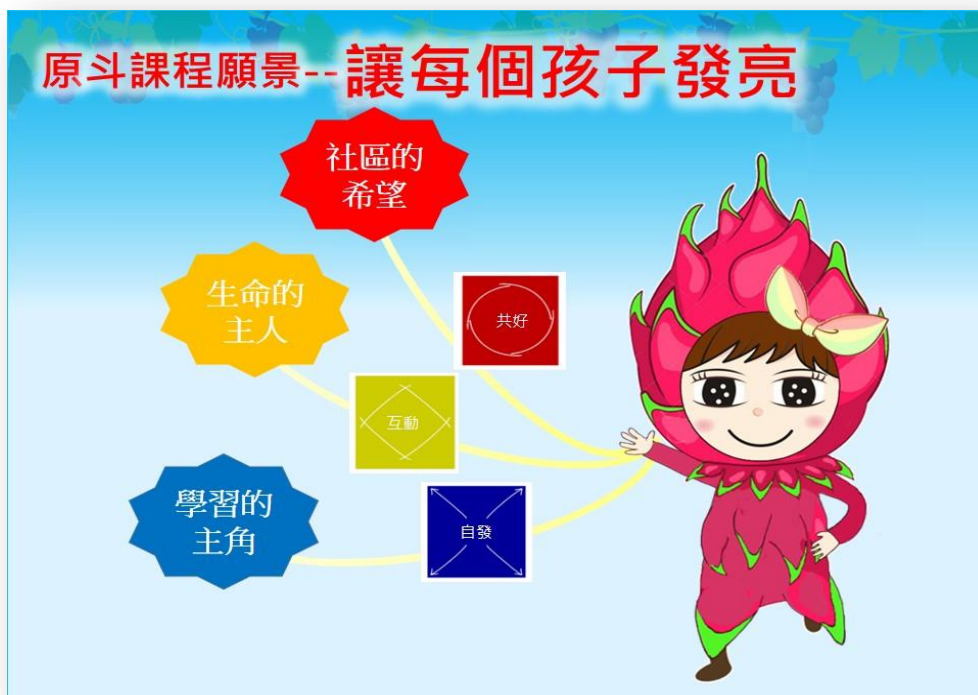 原斗課程願景--讓每個孩子發亮
社區的
希望
生命的
主人
共好
互動
學習的
主角
自發